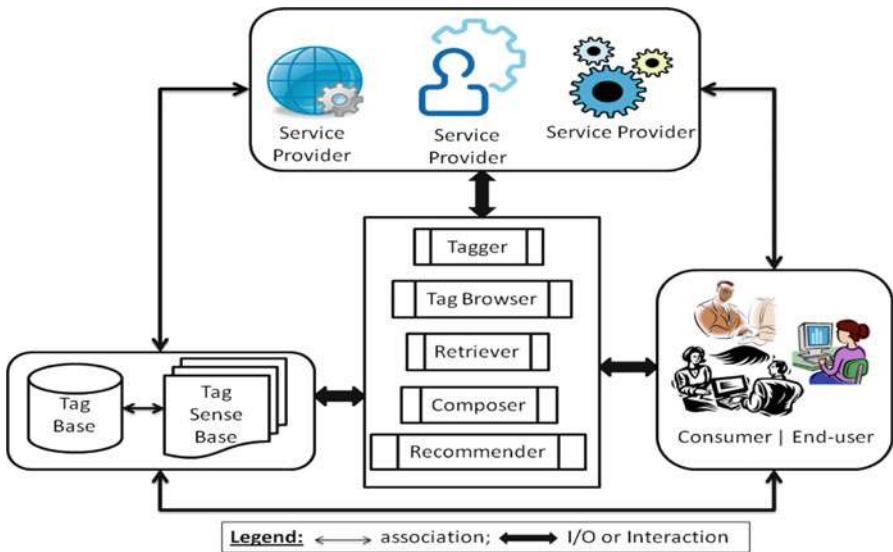 Service
Provider
Service
Provider
Service Provider
Tagger
Tag Browser
Retriever
Composer
Recommender
Tag
Base
Tag
Sense
Base
Consumer | End-user
Legend: association; I/O or Interaction